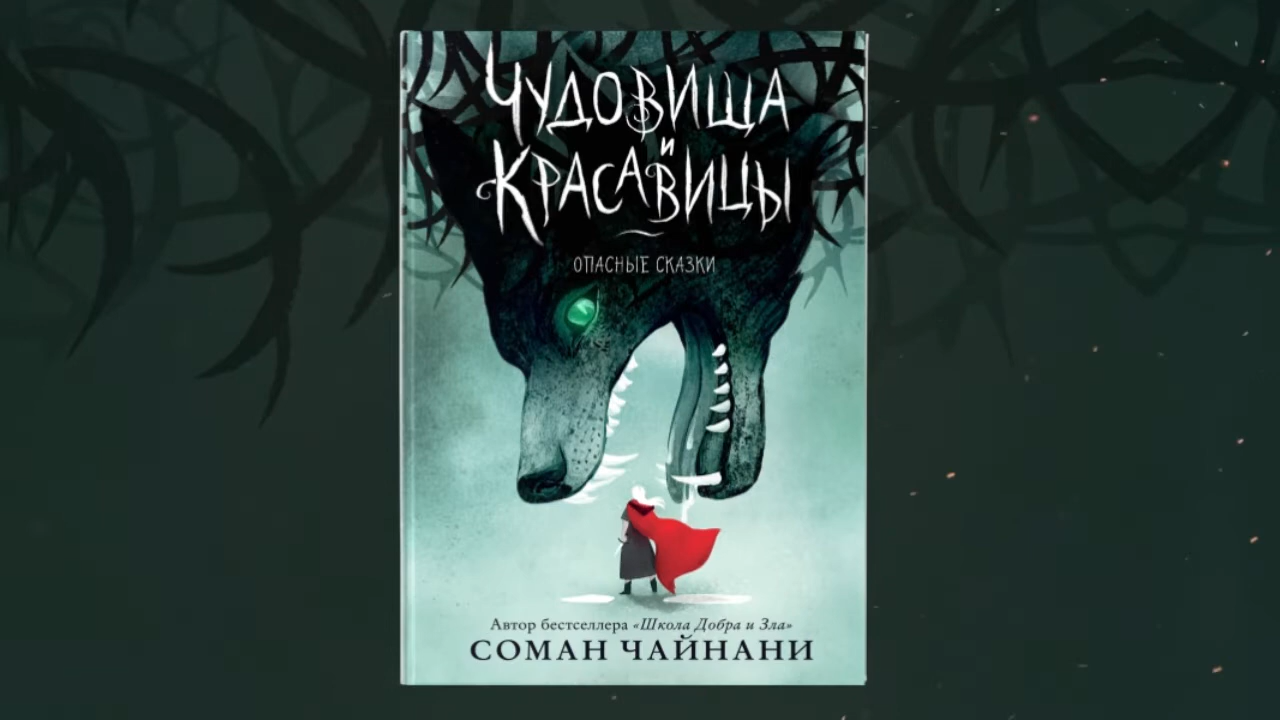 ЧУДОВИЩА
И
КРАСАВИЦЫ
ОПАСНЫЕ СКАЗКИ
Автор бестселлера «Школа Добра и Зла»
СОМАН ЧАЙНАНИ